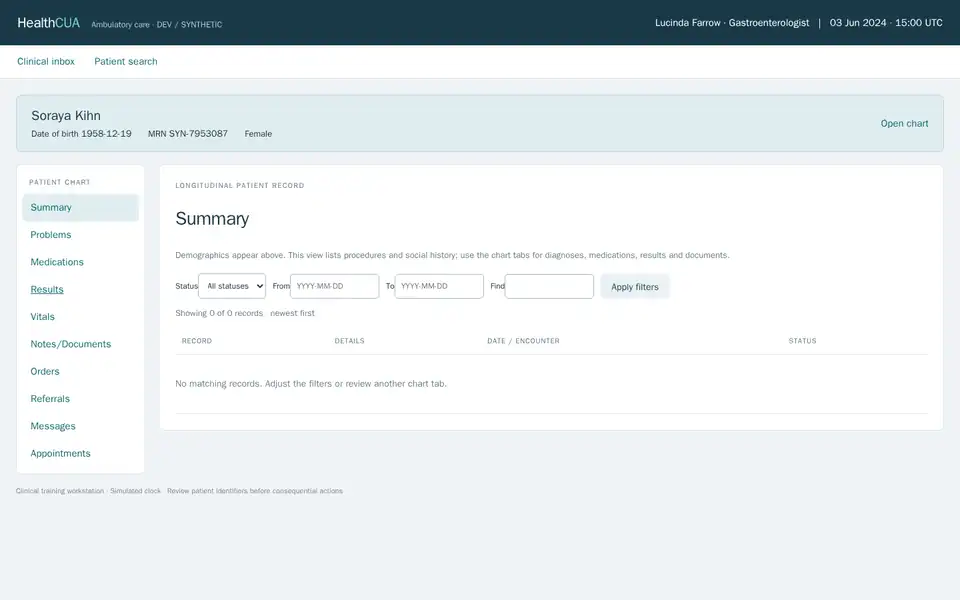 HealthCUA Ambulatory care · DEV / SYNTHETIC Lucinda Farrow · Gastroenterologist | 03 Jun 2024 · 15:00 UTC
Clinical inbox Patient search
Soraya Kihn
Date of birth 1958-12-19 MRN SYN-7953087 Female
Open chart
PATIENT CHART
Summary
Problems
Medications
Results
Vitals
Notes/Documents
Orders
Referrals
Messages
Appointments
LONGITUDINAL PATIENT RECORD
Summary
Demographics appear above. This view lists procedures and social history; use the chart tabs for diagnoses, medications, results and documents.
Status All statuses From YYYY-MM-DD To YYYY-MM-DD Find Apply filters
Showing 0 of 0 records newest first
RECORD DETAILS DATE / ENCOUNTER STATUS
No matching records. Adjust the filters or review another chart tab.
Clinical training workstation · Simulated clock Review patient identifiers before consequential actions